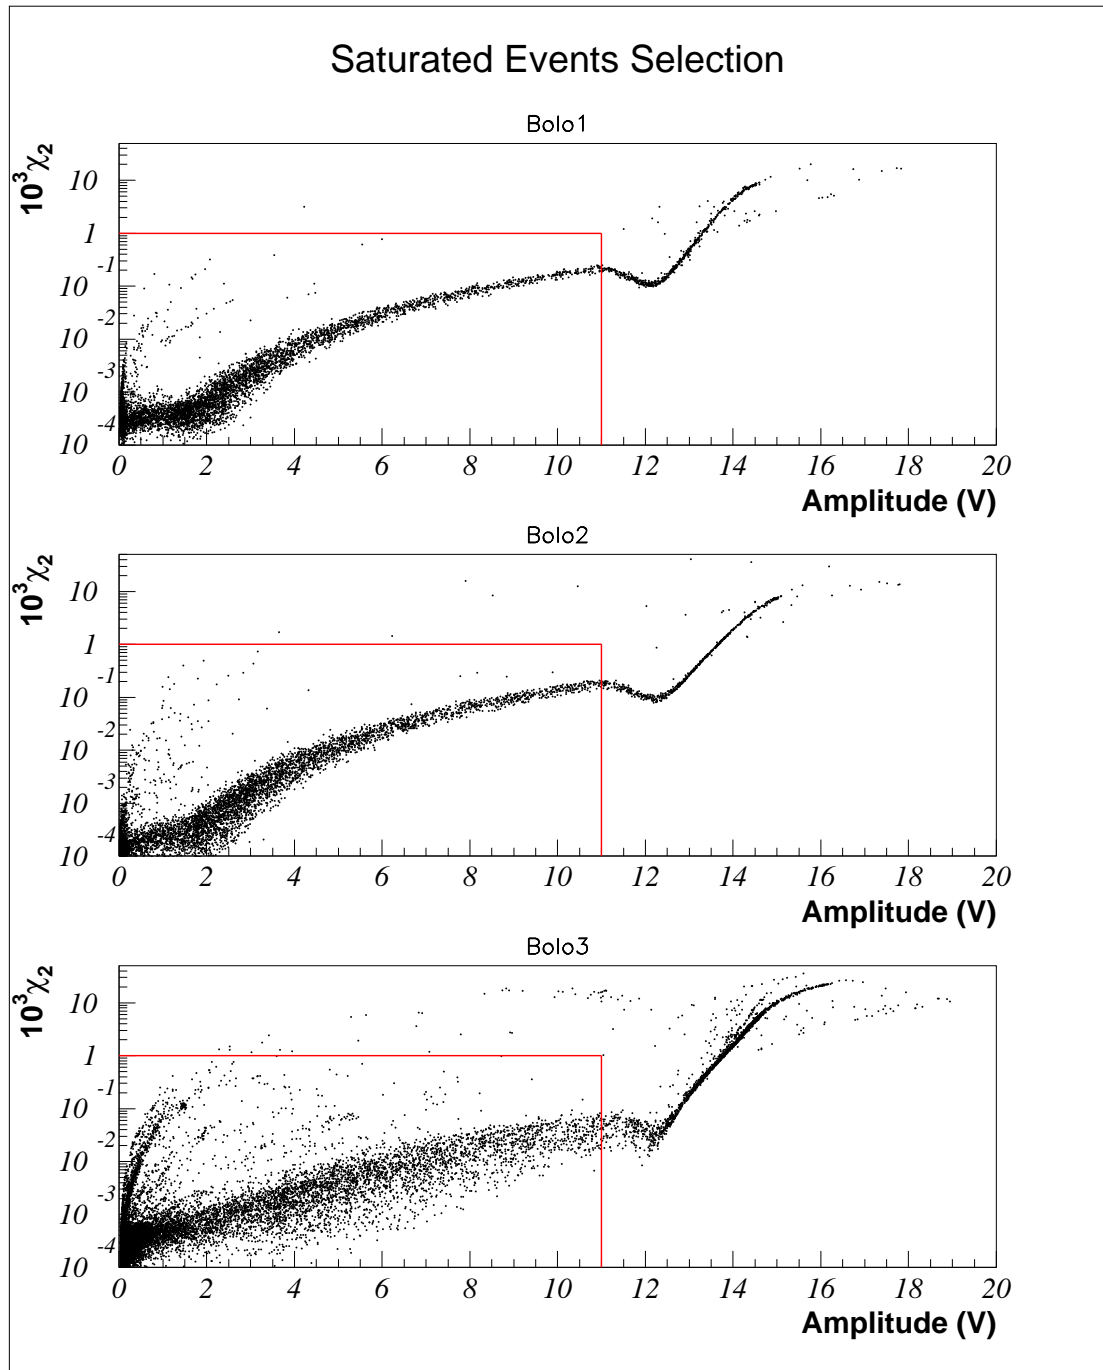 Saturated Events Selection
Bolo1
10³χ₂
10
1
10⁻¹
10⁻²
10⁻³
10⁻⁴
0 2 4 6 8 10 12 14 16 18 20
Amplitude (V)
Bolo2
10³χ₂
10
1
10⁻¹
10⁻²
10⁻³
10⁻⁴
0 2 4 6 8 10 12 14 16 18 20
Amplitude (V)
Bolo3
10³χ₂
10
1
10⁻¹
10⁻²
10⁻³
10⁻⁴
0 2 4 6 8 10 12 14 16 18 20
Amplitude (V)